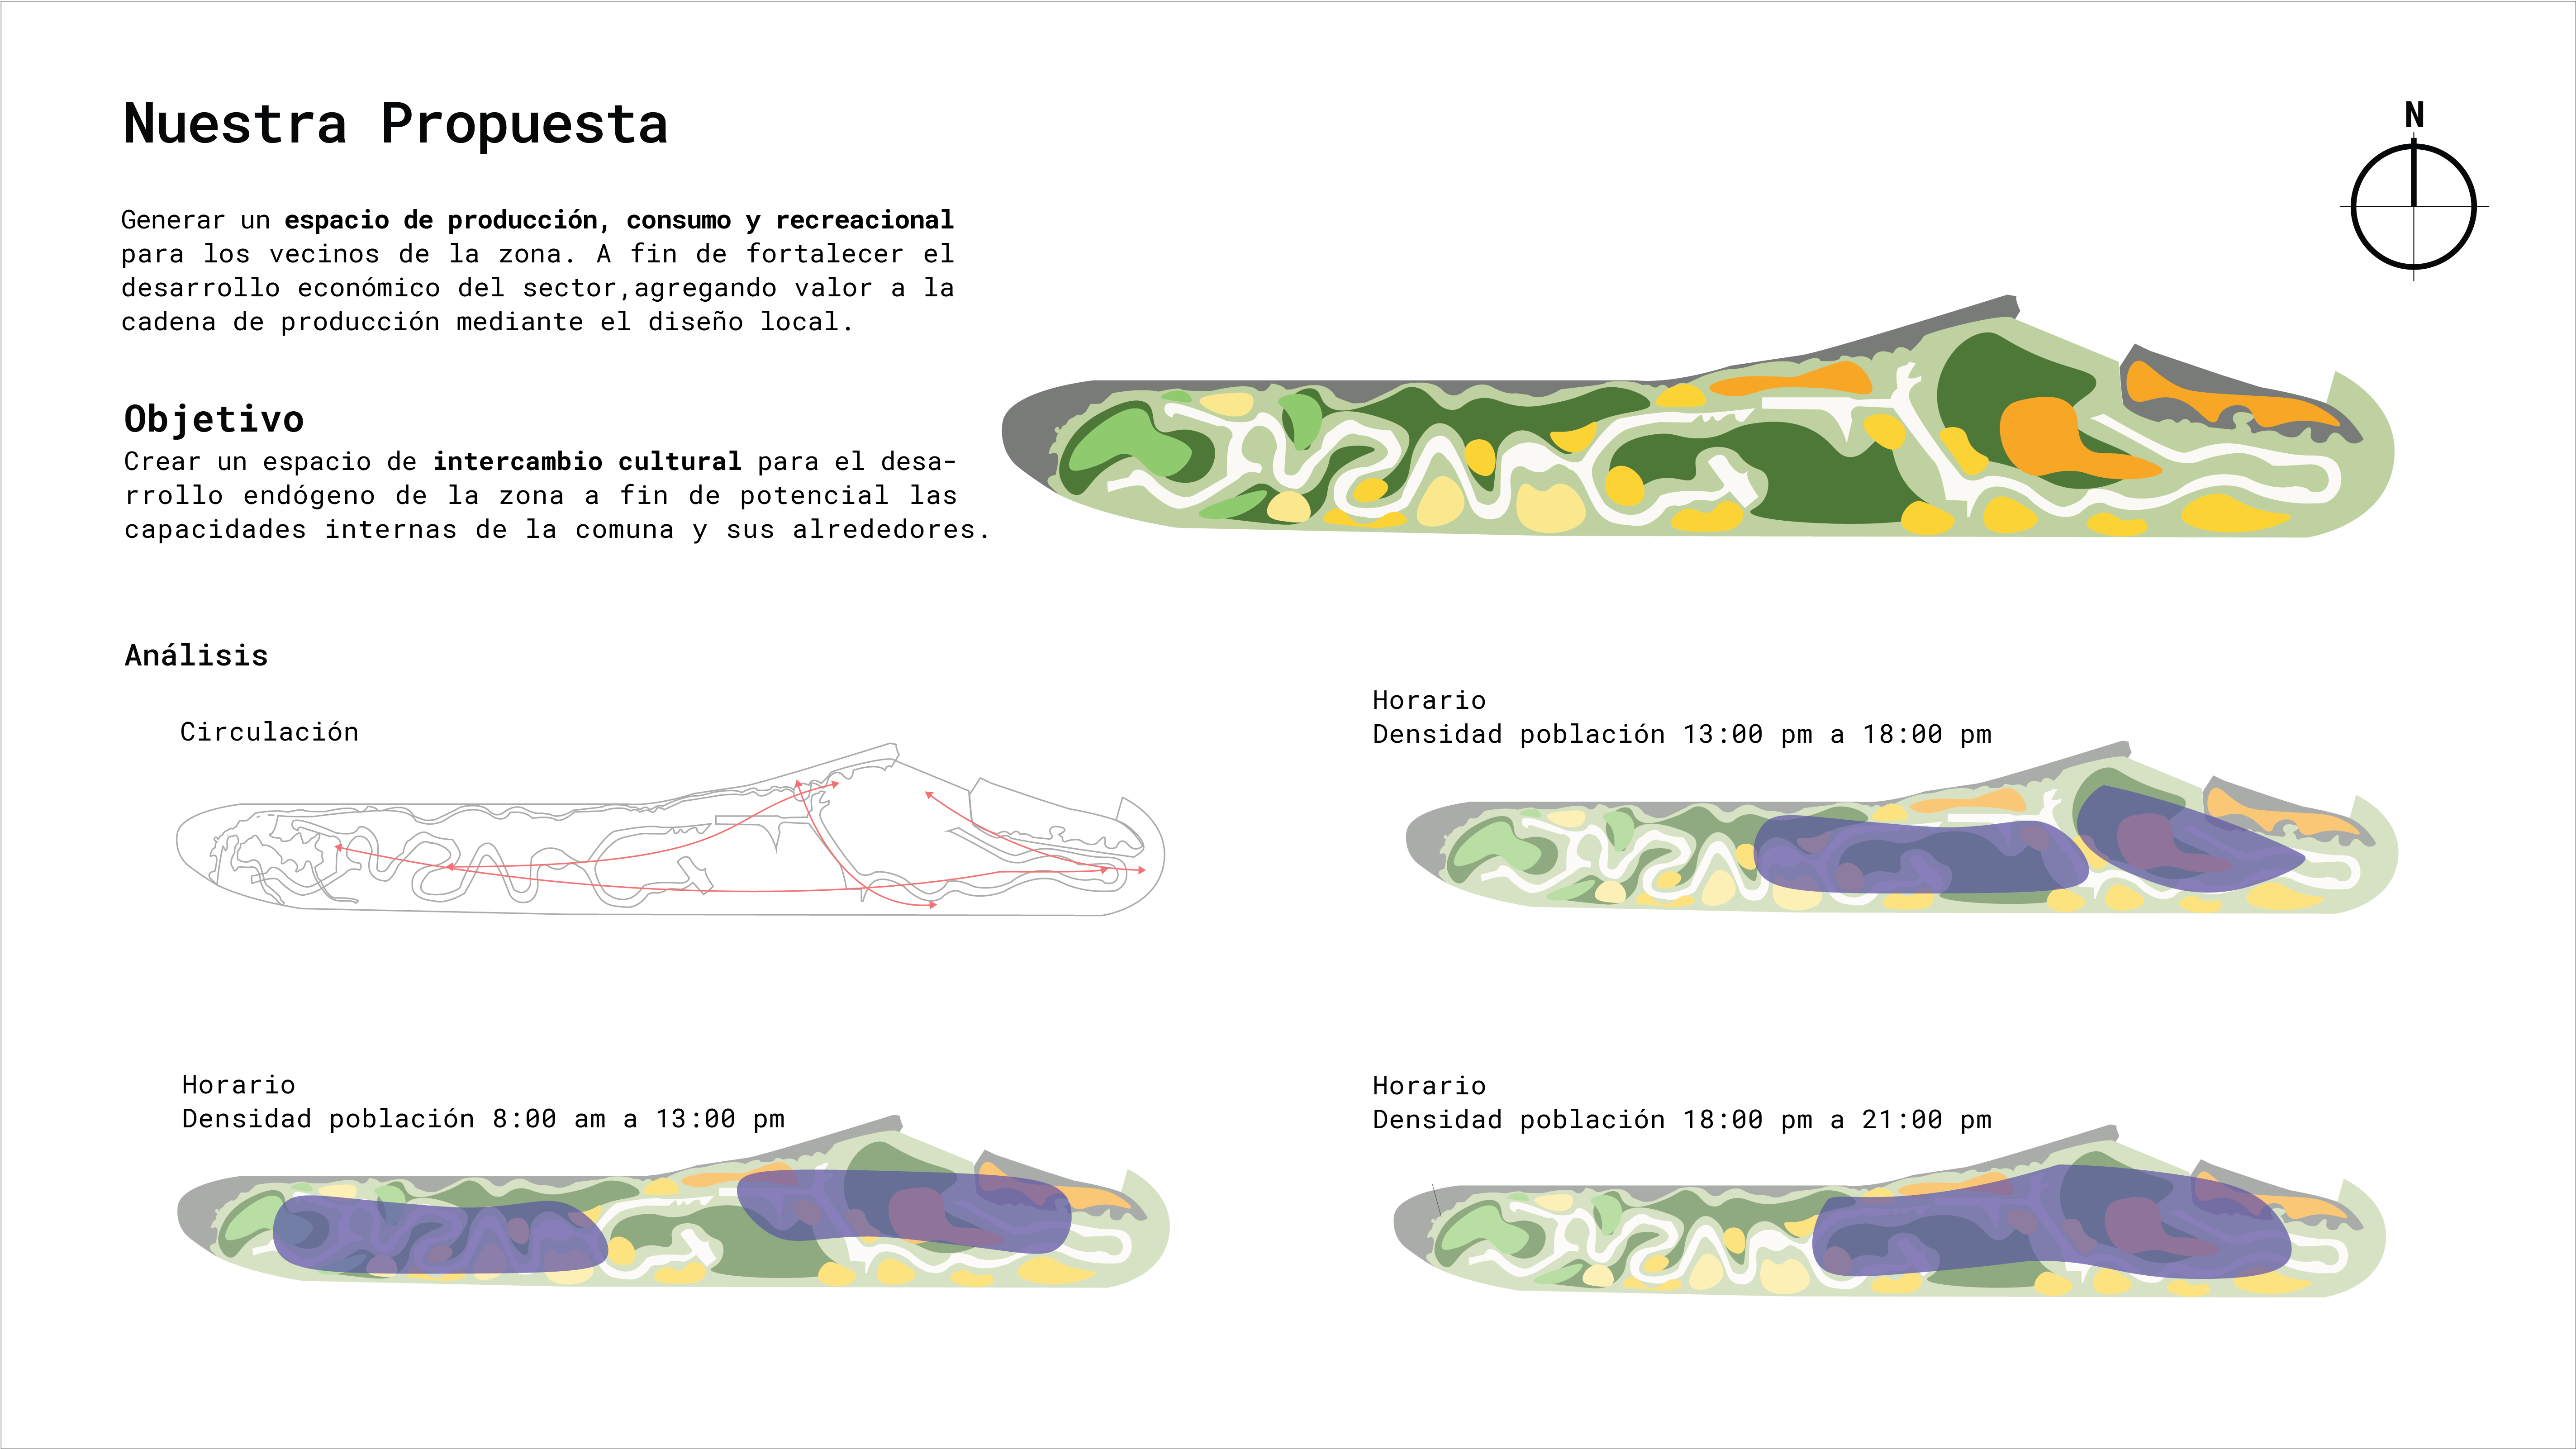 Nuestra Propuesta
N
Generar un espacio de producción, consumo y recreacional
para los vecinos de la zona. A fin de fortalecer el
desarrollo económico del sector,agregando valor a la
cadena de producción mediante el diseño local.
Objetivo
Crear un espacio de intercambio cultural para el desa-
rrollo endógeno de la zona a fin de potencial las
capacidades internas de la comuna y sus alrededores.
Análisis
Circulación
Horario
Densidad población 13:00 pm a 18:00 pm
Horario
Densidad población 8:00 am a 13:00 pm
Horario
Densidad población 18:00 pm a 21:00 pm